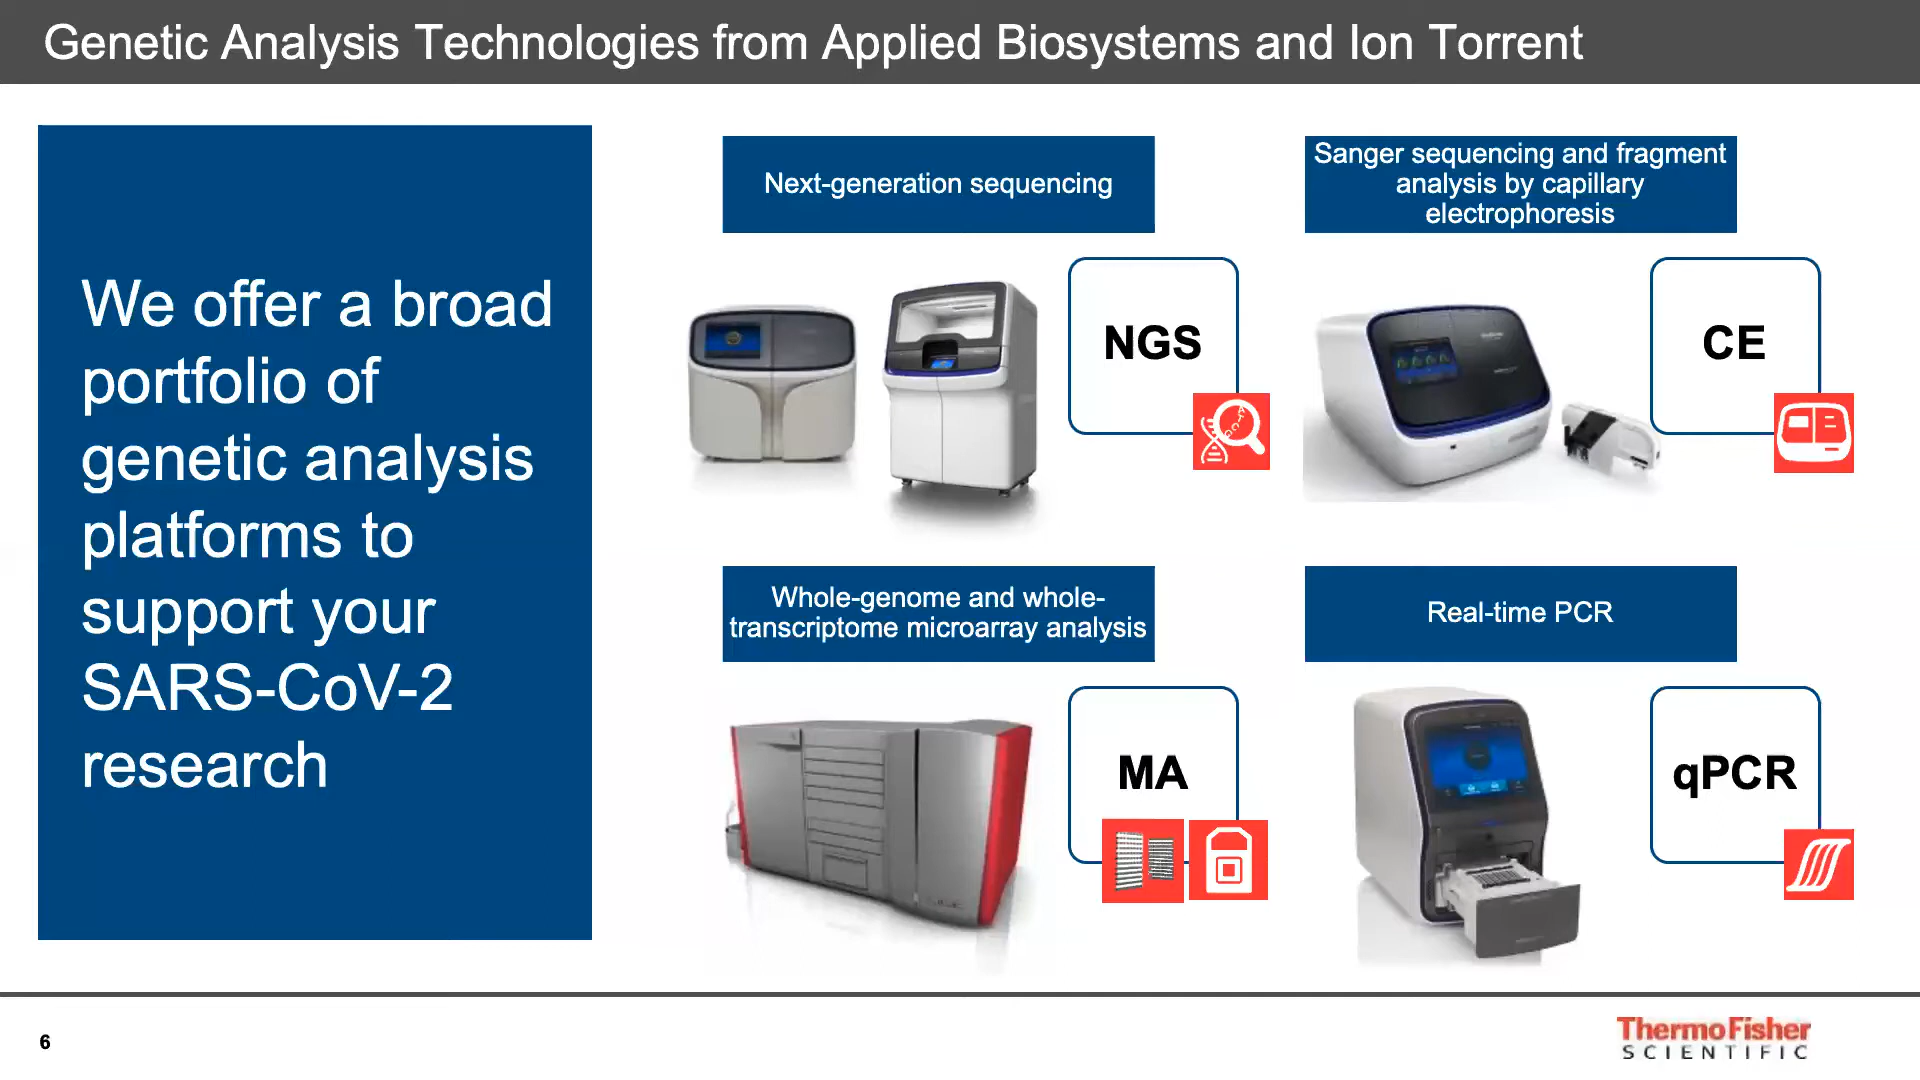 Genetic Analysis Technologies from Applied Biosystems and Ion Torrent
We offer a broad
portfolio of
genetic analysis
platforms to
support your
SARS-CoV-2
research
Next-generation sequencing
NGS
Sanger sequencing and fragment
analysis by capillary
electrophoresis
CE
Whole-genome and whole-
transcriptome microarray analysis
MA
Real-time PCR
qPCR
6
ThermoFisher
SCIENTIFIC